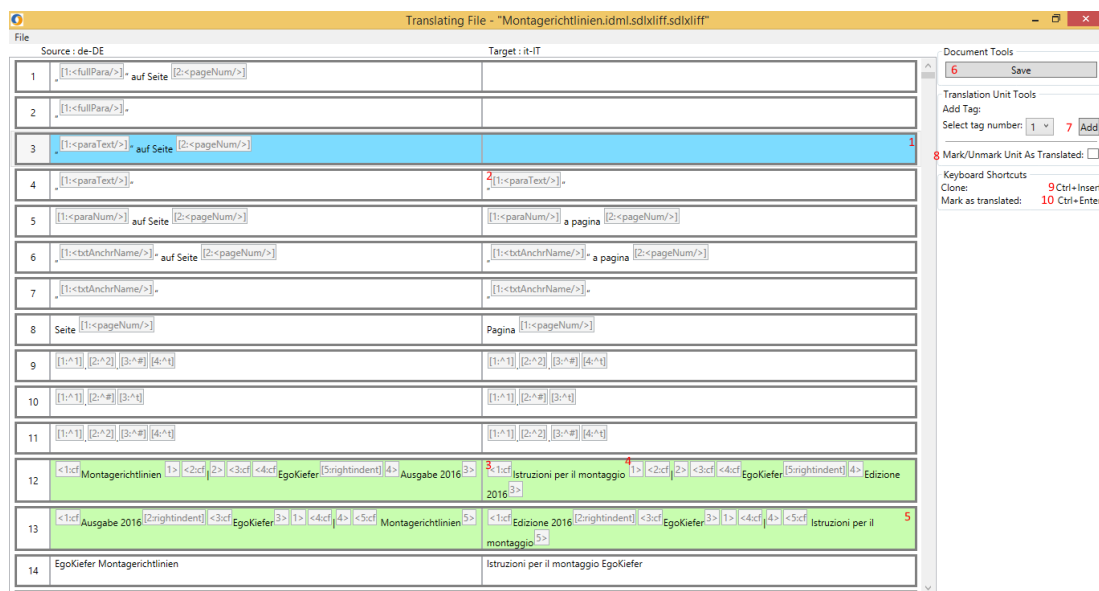 Translating File - "Montagerichtlinien.idml.sdlxliff.sdlxliff"
File
Source : de-DE Target : it-IT
1 „[1:<fullPara/>]“ auf Seite [2:<pageNum/>]
2 „[1:<fullPara/>]“
3 „[1:<paraText/>]“ auf Seite [2:<pageNum/>] 1
4 „[1:<paraText/>]“ 2 „[1:<paraText/>]“
5 [1:<paraNum/>] auf Seite [2:<pageNum/>] [1:<paraNum/>] a pagina [2:<pageNum/>]
6 „[1:<txtAnchrName/>]“ auf Seite [2:<pageNum/>] „[1:<txtAnchrName/>]“ a pagina [2:<pageNum/>]
7 „[1:<txtAnchrName/>]“ „[1:<txtAnchrName/>]“
8 Seite [1:<pageNum/>] Pagina [1:<pageNum/>]
9 [1:^1].[2:^2].[3:^#][4:^t] [1:^1].[2:^2].[3:^#][4:^t]
10 [1:^1].[2:^#][3:^t] [1:^1].[2:^#][3:^t]
11 [1:^1].[2:^2].[3:^#][4:^t] [1:^1].[2:^2].[3:^#][4:^t]
12 <1:cf Montagerichtlinien 1> <2:cf | 2> <3:cf <4:cf EgoKiefer [5:rightindent] 4> Ausgabe 2016 3> 3 <1:cf Istruzioni per il montaggio 4 1> <2:cf | 2> <3:cf <4:cf EgoKiefer [5:rightindent] 4> Edizione
2016 3>
13 <1:cf Ausgabe 2016 [2:rightindent] <3:cf EgoKiefer 3> 1> <4:cf | 4> <5:cf Montagerichtlinien 5> <1:cf Edizione 2016 [2:rightindent] <3:cf EgoKiefer 3> 1> <4:cf | 4> <5:cf Istruzioni per il 5
montaggio 5>
14 EgoKiefer Montagerichtlinien Istruzioni per il montaggio EgoKiefer
Document Tools
6 Save
Translation Unit Tools
Add Tag:
Select tag number: 1 7 Add
8 Mark/Unmark Unit As Translated:
Keyboard Shortcuts
Clone: 9 Ctrl+Insert
Mark as translated: 10 Ctrl+Enter